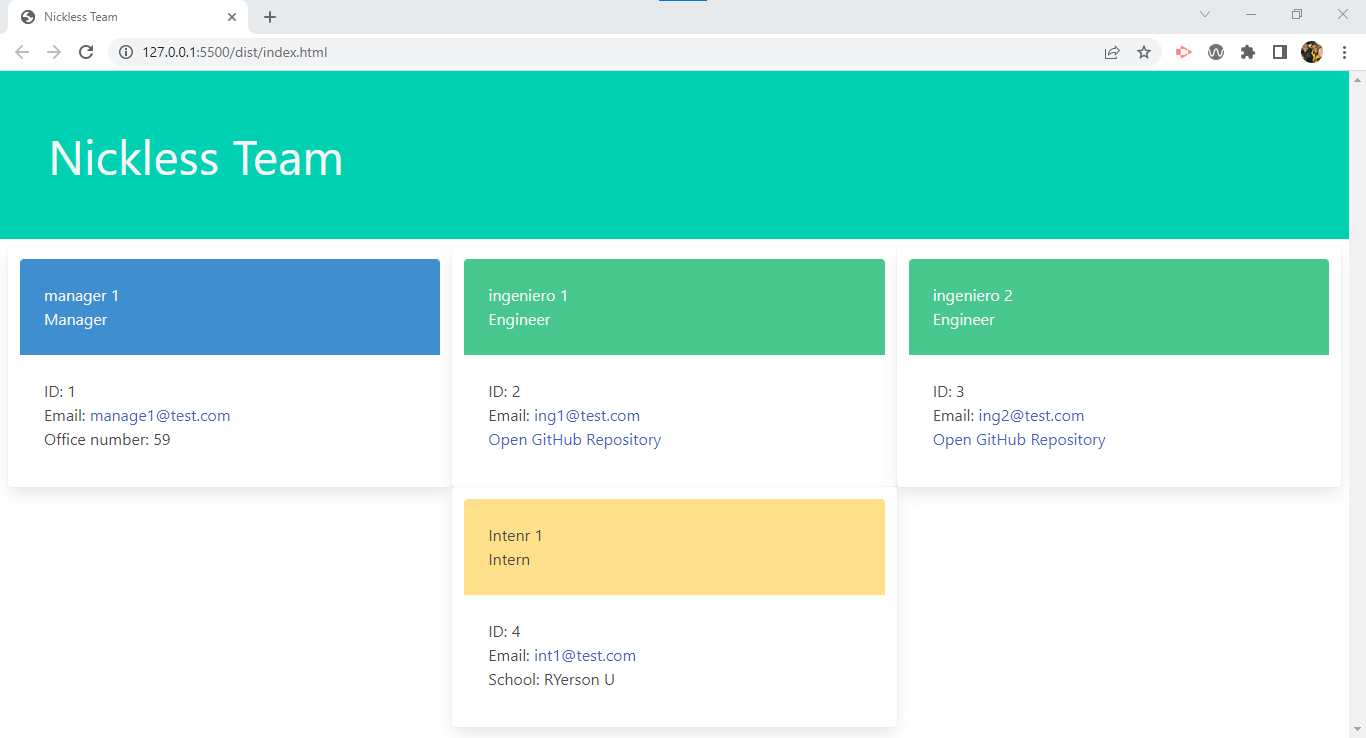 Nickless Team
127.0.0.1:5500/dist/index.html
Nickless Team
manager 1
Manager
ID: 1
Email: manage1@test.com
Office number: 59
ingeniero 1
Engineer
ID: 2
Email: ing1@test.com
Open GitHub Repository
ingeniero 2
Engineer
ID: 3
Email: ing2@test.com
Open GitHub Repository
Intenr 1
Intern
ID: 4
Email: int1@test.com
School: RYerson U